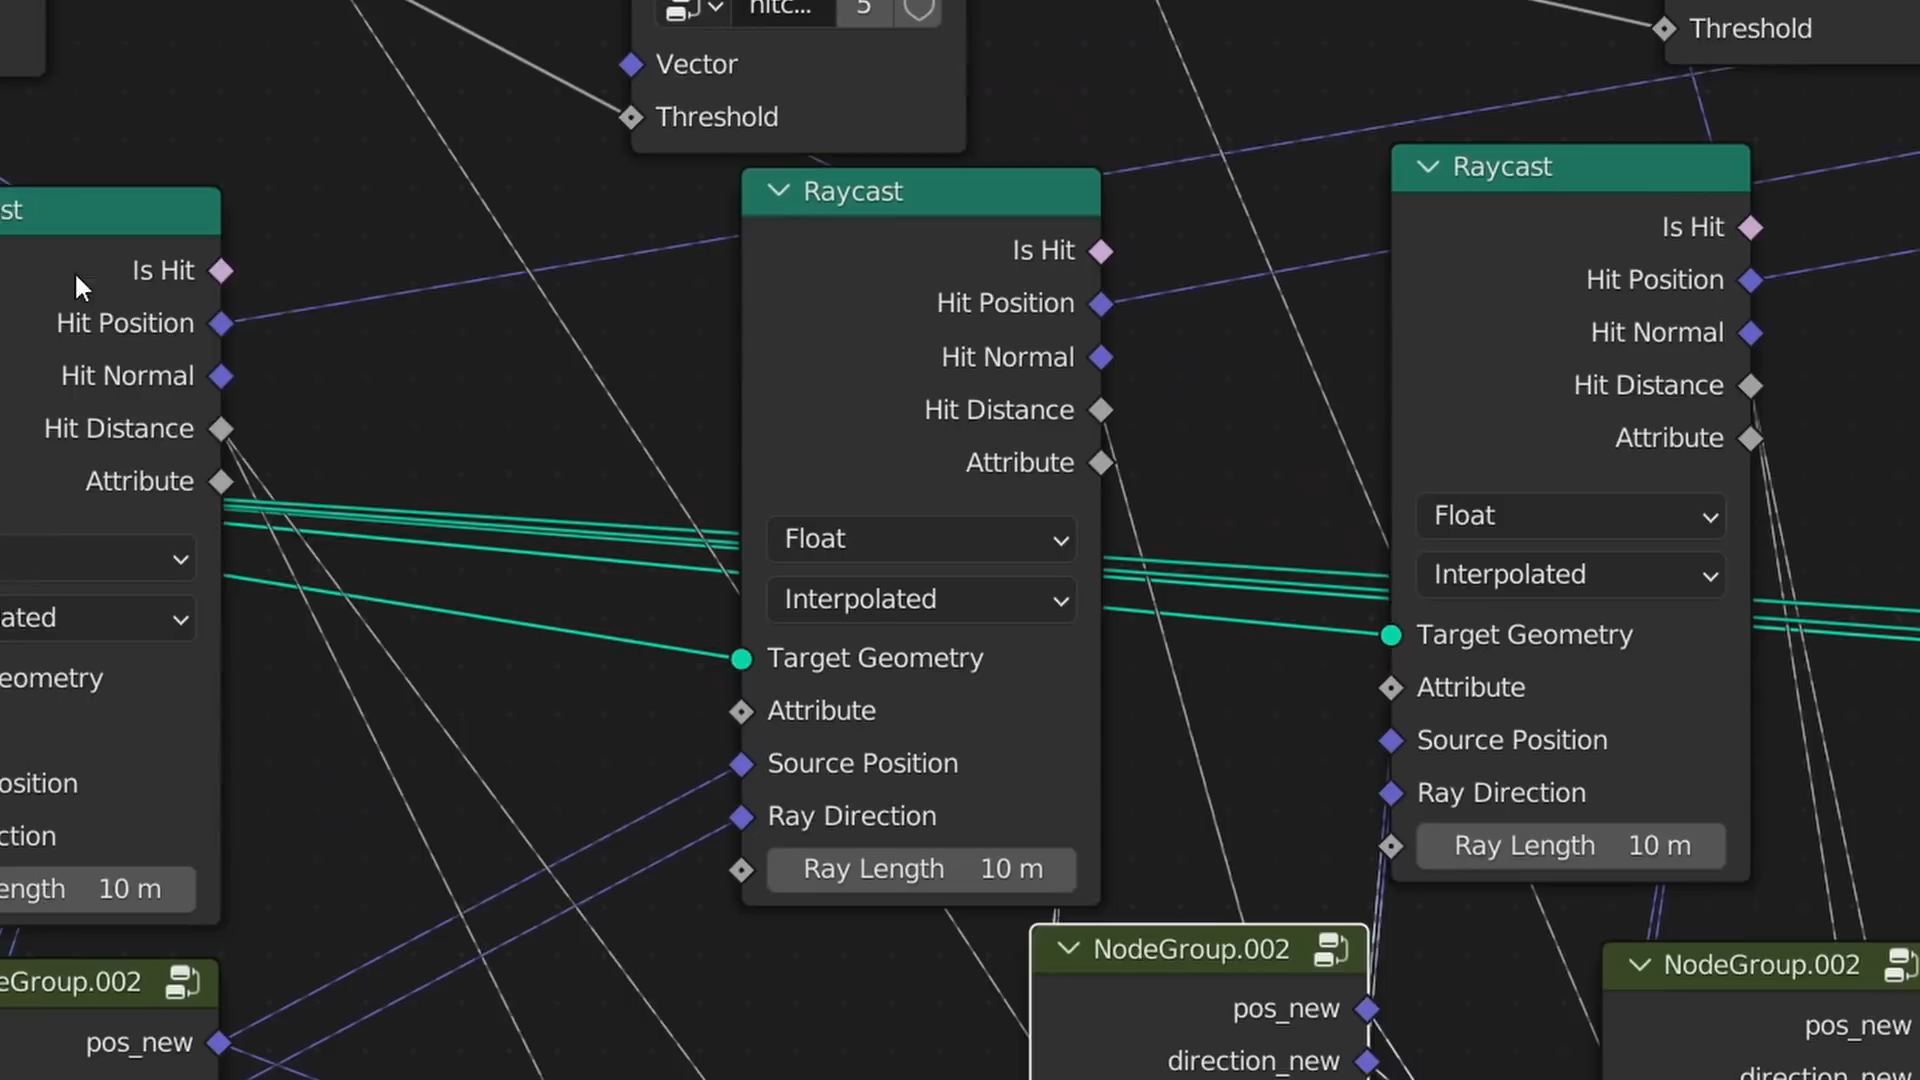 hitc... 5
Vector
Threshold
Threshold
st
Is Hit
Hit Position
Hit Normal
Hit Distance
Attribute
ated
eometry
osition
ction
ength 10 m
eGroup.002
pos_new
Raycast
Is Hit
Hit Position
Hit Normal
Hit Distance
Attribute
Float
Interpolated
Target Geometry
Attribute
Source Position
Ray Direction
Ray Length 10 m
NodeGroup.002
pos_new
direction_new
Raycast
Is Hit
Hit Position
Hit Normal
Hit Distance
Attribute
Float
Interpolated
Target Geometry
Attribute
Source Position
Ray Direction
Ray Length 10 m
NodeGroup.002
pos_new
direction_new